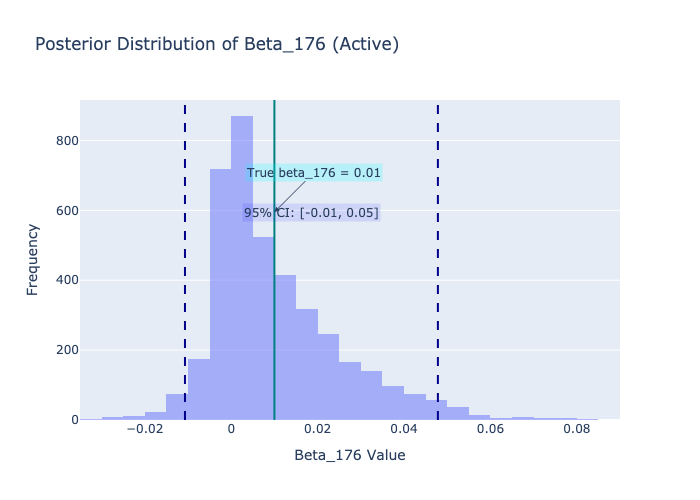 Posterior Distribution of Beta_176 (Active)
800
600
400
200
0
Frequency
True beta_176 = 0.01
95% CI: [-0.01, 0.05]
−0.02
0
0.02
0.04
0.06
0.08
Beta_176 Value